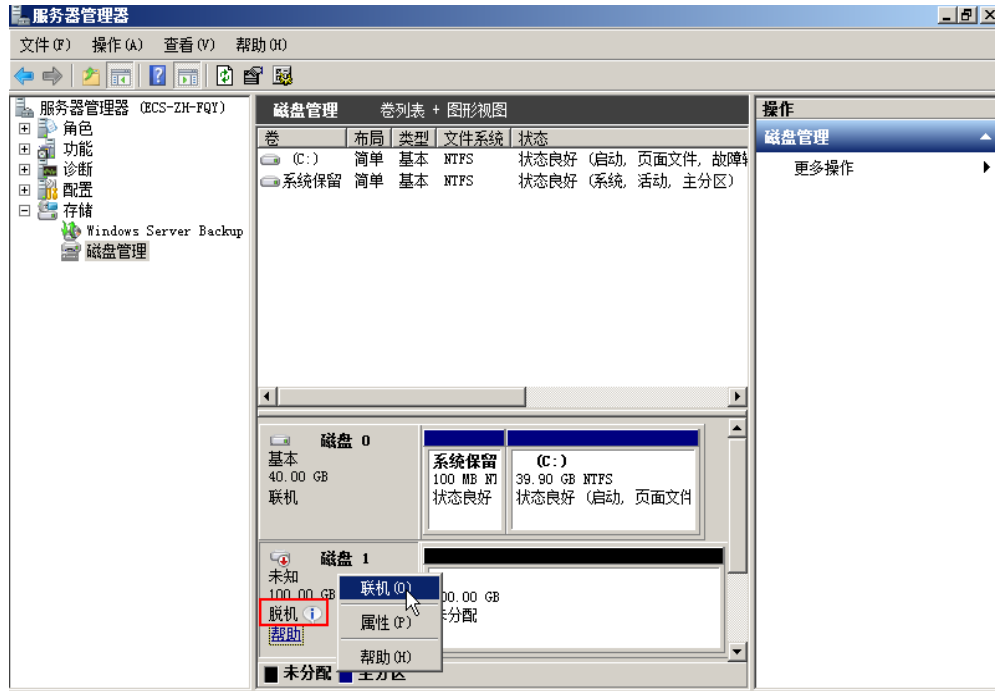 服务器管理器
文件(F) 操作(A) 查看(V) 帮助(H)
服务器管理器 (ECS-ZH-FQY)
角色
功能
诊断
配置
存储
Windows Server Backup
磁盘管理
磁盘管理 卷列表 + 图形视图
卷 布局 类型 文件系统 状态
(C:) 简单 基本 NTFS 状态良好 (启动, 页面文件, 故障转
系统保留 简单 基本 NTFS 状态良好 (系统, 活动, 主分区)
磁盘 0
基本
40.00 GB
联机
系统保留
100 MB NT
状态良好
(C:)
39.90 GB NTFS
状态良好 (启动, 页面文件
磁盘 1
未知
100.00 GB
脱机
帮助
00.00 GB
未分配
联机(O)
属性(P)
帮助(H)
未分配 主分区
操作
磁盘管理
更多操作